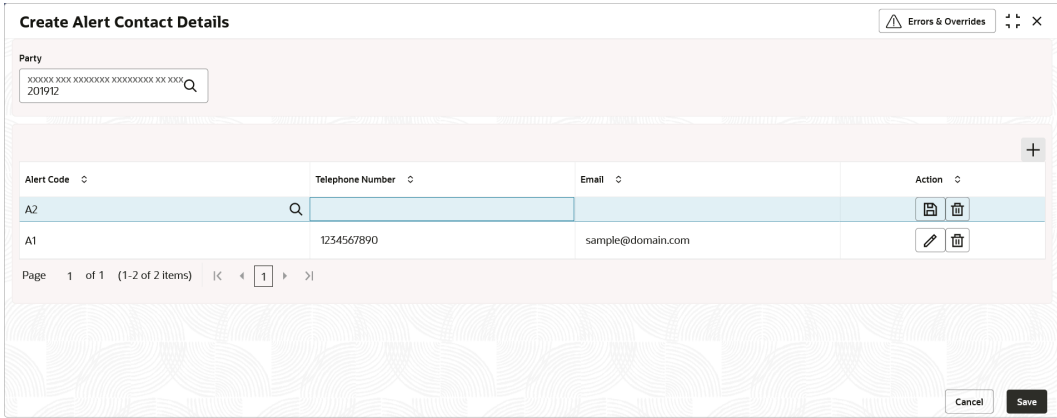 Create Alert Contact Details
Errors & Overrides
Party
XXXXX XXX XXXXXXX XXXXXXXX XX XXX
201912
Alert Code Telephone Number Email Action
A2
A1 1234567890 sample@domain.com
Page 1 of 1 (1-2 of 2 items) 1
Cancel Save